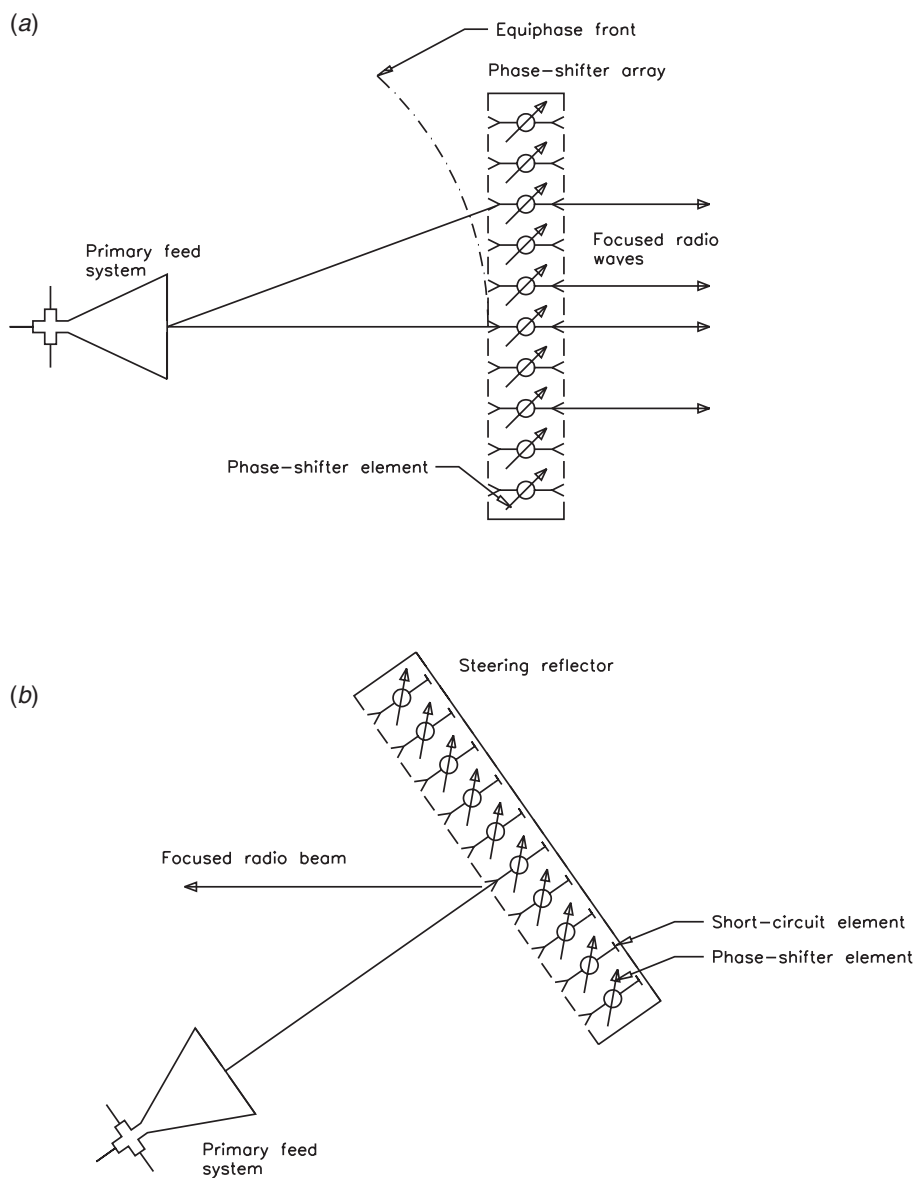 (a)
Equiphase front
Phase-shifter array
Primary feed
system
Focused radio
waves
Phase-shifter element
(b)
Steering reflector
Focused radio beam
Short-circuit element
Phase-shifter element
Primary feed
system